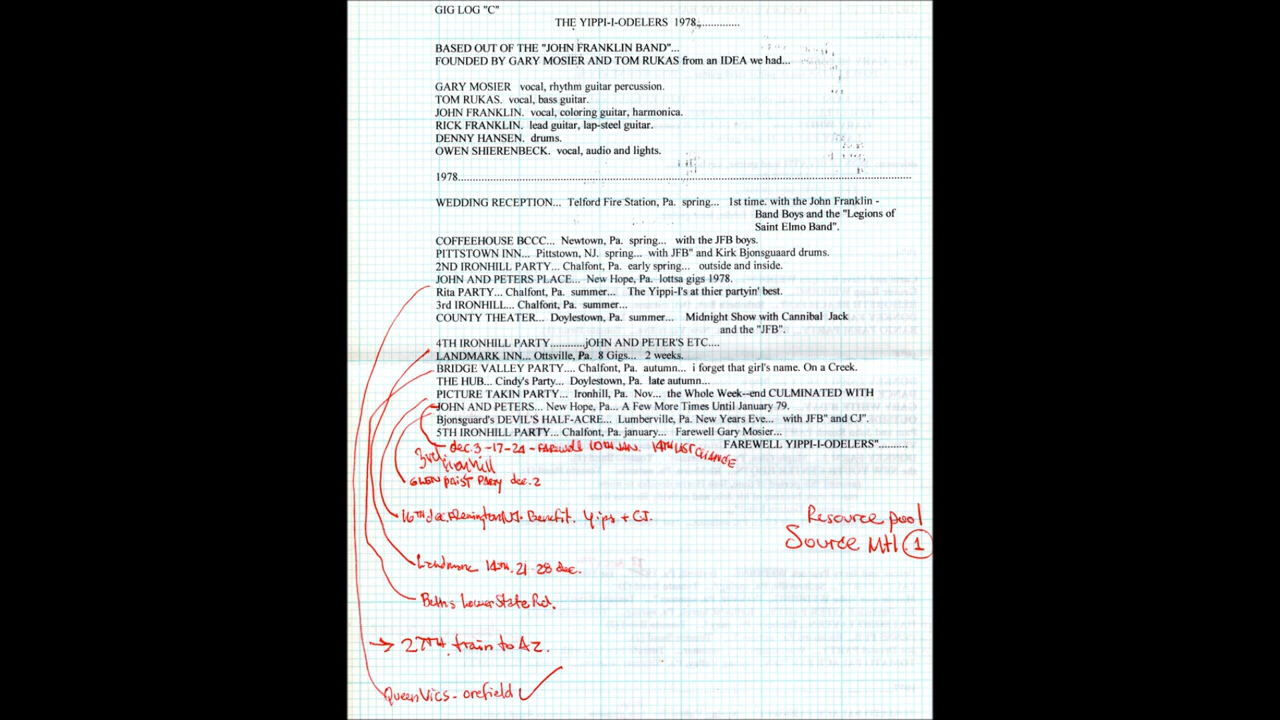 GIG LOG "C"
THE YIPPI-I-ODELERS 1978,.............
BASED OUT OF THE "JOHN FRANKLIN BAND"...
FOUNDED BY GARY MOSIER AND TOM RUKAS from an IDEA we had...
GARY MOSIER vocal, rhythm guitar percussion.
TOM RUKAS. vocal, bass guitar.
JOHN FRANKLIN. vocal, coloring guitar, harmonica.
RICK FRANKLIN. lead guitar, lap-steel guitar.
DENNY HANSEN. drums.
OWEN SHIERENBECK. vocal, audio and lights.
1978................................................................................................................................
WEDDING RECEPTION... Telford Fire Station, Pa. spring... 1st time. with the John Franklin -
Band Boys and the "Legions of
Saint Elmo Band".
COFFEEHOUSE BCCC... Newtown, Pa. spring... with the JFB boys.
PITTSTOWN INN... Pittstown, NJ. spring... with JFB" and Kirk Bjonsguaard drums.
2ND IRONHILL PARTY... Chalfont, Pa. early spring... outside and inside.
JOHN AND PETERS PLACE... New Hope, Pa. lottsa gigs 1978.
Rita PARTY... Chalfont, Pa. summer... The Yippi-I's at thier partyin' best.
3rd IRONHILL... Chalfont, Pa. summer...
COUNTY THEATER... Doylestown, Pa. summer... Midnight Show with Cannibal Jack
and the "JFB".
4TH IRONHILL PARTY...........JOHN AND PETER'S ETC....
LANDMARK INN... Ottsville, Pa. 8 Gigs... 2 weeks.
BRIDGE VALLEY PARTY.... Chalfont, Pa. autumn... i forget that girl's name. On a Creek.
THE HUB... Cindy's Party... Doylestown, Pa. late autumn...
PICTURE TAKIN PARTY... Ironhill, Pa. Nov... the Whole Week--end CULMINATED WITH
JOHN AND PETERS... New Hope, Pa... A Few More Times Until January 79.
Bjonsguard's DEVIL'S HALF-ACRE... Lumberville, Pa. New Years Eve... with JFB" and CJ".
5TH IRONHILL PARTY... Chalfont, Pa. january... Farewell Gary Mosier...
FAREWELL YIPPI-I-ODELERS".........
dec. 3 - 17 - 24 - FAREWELL 10TH JAN. 14TH LAST CHANCE
3rd ironhill
GLEN PAIST PARTY dec. 2
16TH dec. Flemington NJ. Benefit. Yips + CJ.
Resource pool
Source Mtl. 1
Landmark 14TH. 21 - 28 dec.
Beth's Lower State Rd.
→ 27TH. train to AZ.
Queen Vics - orefield ✓